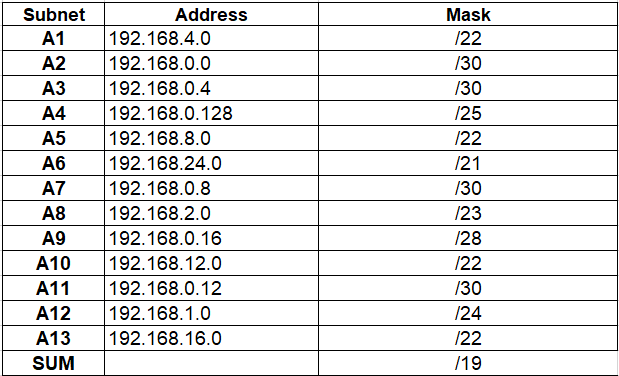 Subnet Address Mask
A1 192.168.4.0 /22
A2 192.168.0.0 /30
A3 192.168.0.4 /30
A4 192.168.0.128 /25
A5 192.168.8.0 /22
A6 192.168.24.0 /21
A7 192.168.0.8 /30
A8 192.168.2.0 /23
A9 192.168.0.16 /28
A10 192.168.12.0 /22
A11 192.168.0.12 /30
A12 192.168.1.0 /24
A13 192.168.16.0 /22
SUM /19